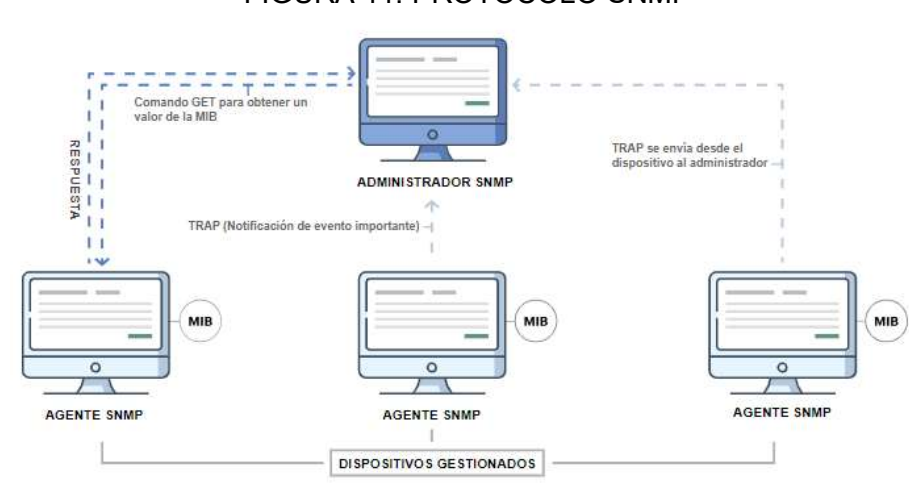 Comando GET para obtener un
valor de la MIB
RESPUESTA
ADMINISTRADOR SNMP
TRAP se envía desde el
dispositivo al administrador
TRAP (Notificación de evento importante)
MIB
MIB
MIB
AGENTE SNMP
AGENTE SNMP
AGENTE SNMP
DISPOSITIVOS GESTIONADOS